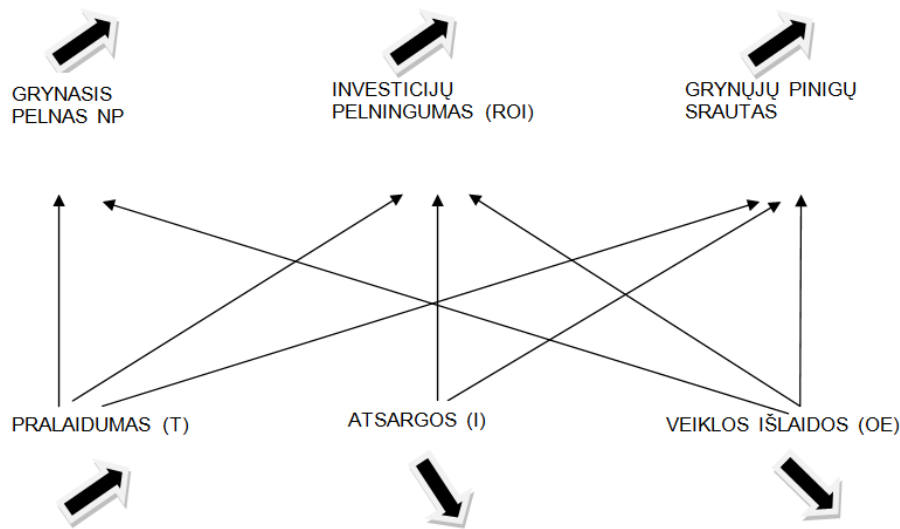 GRYNASIS
PELNAS NP
INVESTICIJŲ
PELNINGUMAS (ROI)
GRYNŲJŲ PINIGŲ
SRAUTAS
PRALAIDUMAS (T)
ATSARGOS (I)
VEIKLOS IŠLAIDOS (OE)